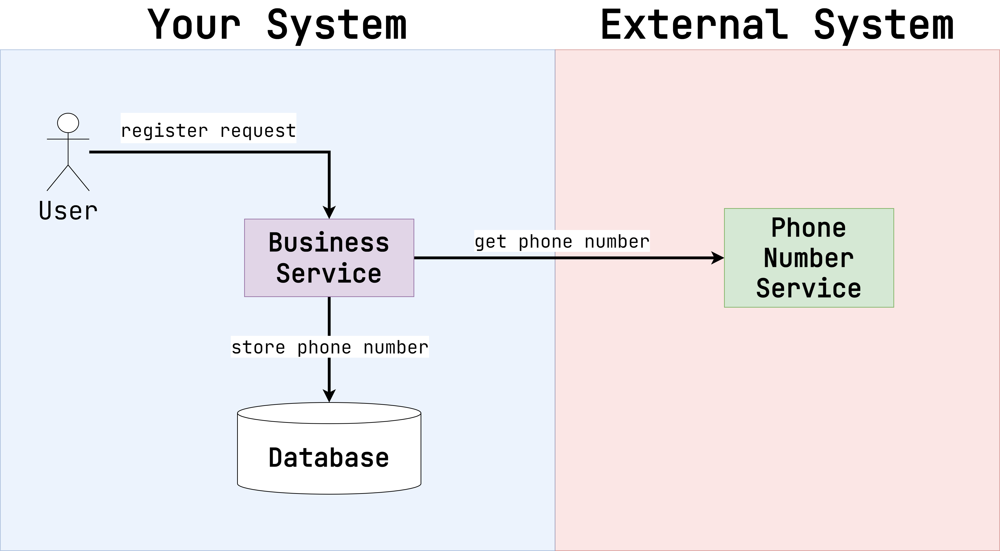 Your System
External System
register request
User
Business
Service
get phone number
Phone
Number
Service
store phone number
Database